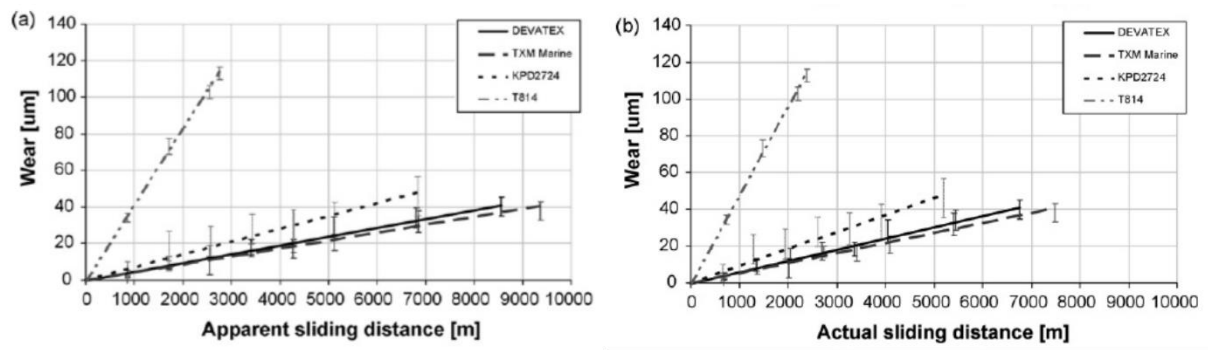 (a)
140
120
100
80
60
40
20
0
Wear [um]
DEVATEX
TXM Marine
KPD2724
T814
0 1000 2000 3000 4000 5000 6000 7000 8000 9000 10000
Apparent sliding distance [m]
(b)
140
120
100
80
60
40
20
0
Wear [um]
DEVATEX
TXM Marine
KPD2724
T814
0 1000 2000 3000 4000 5000 6000 7000 8000 9000 10000
Actual sliding distance [m]